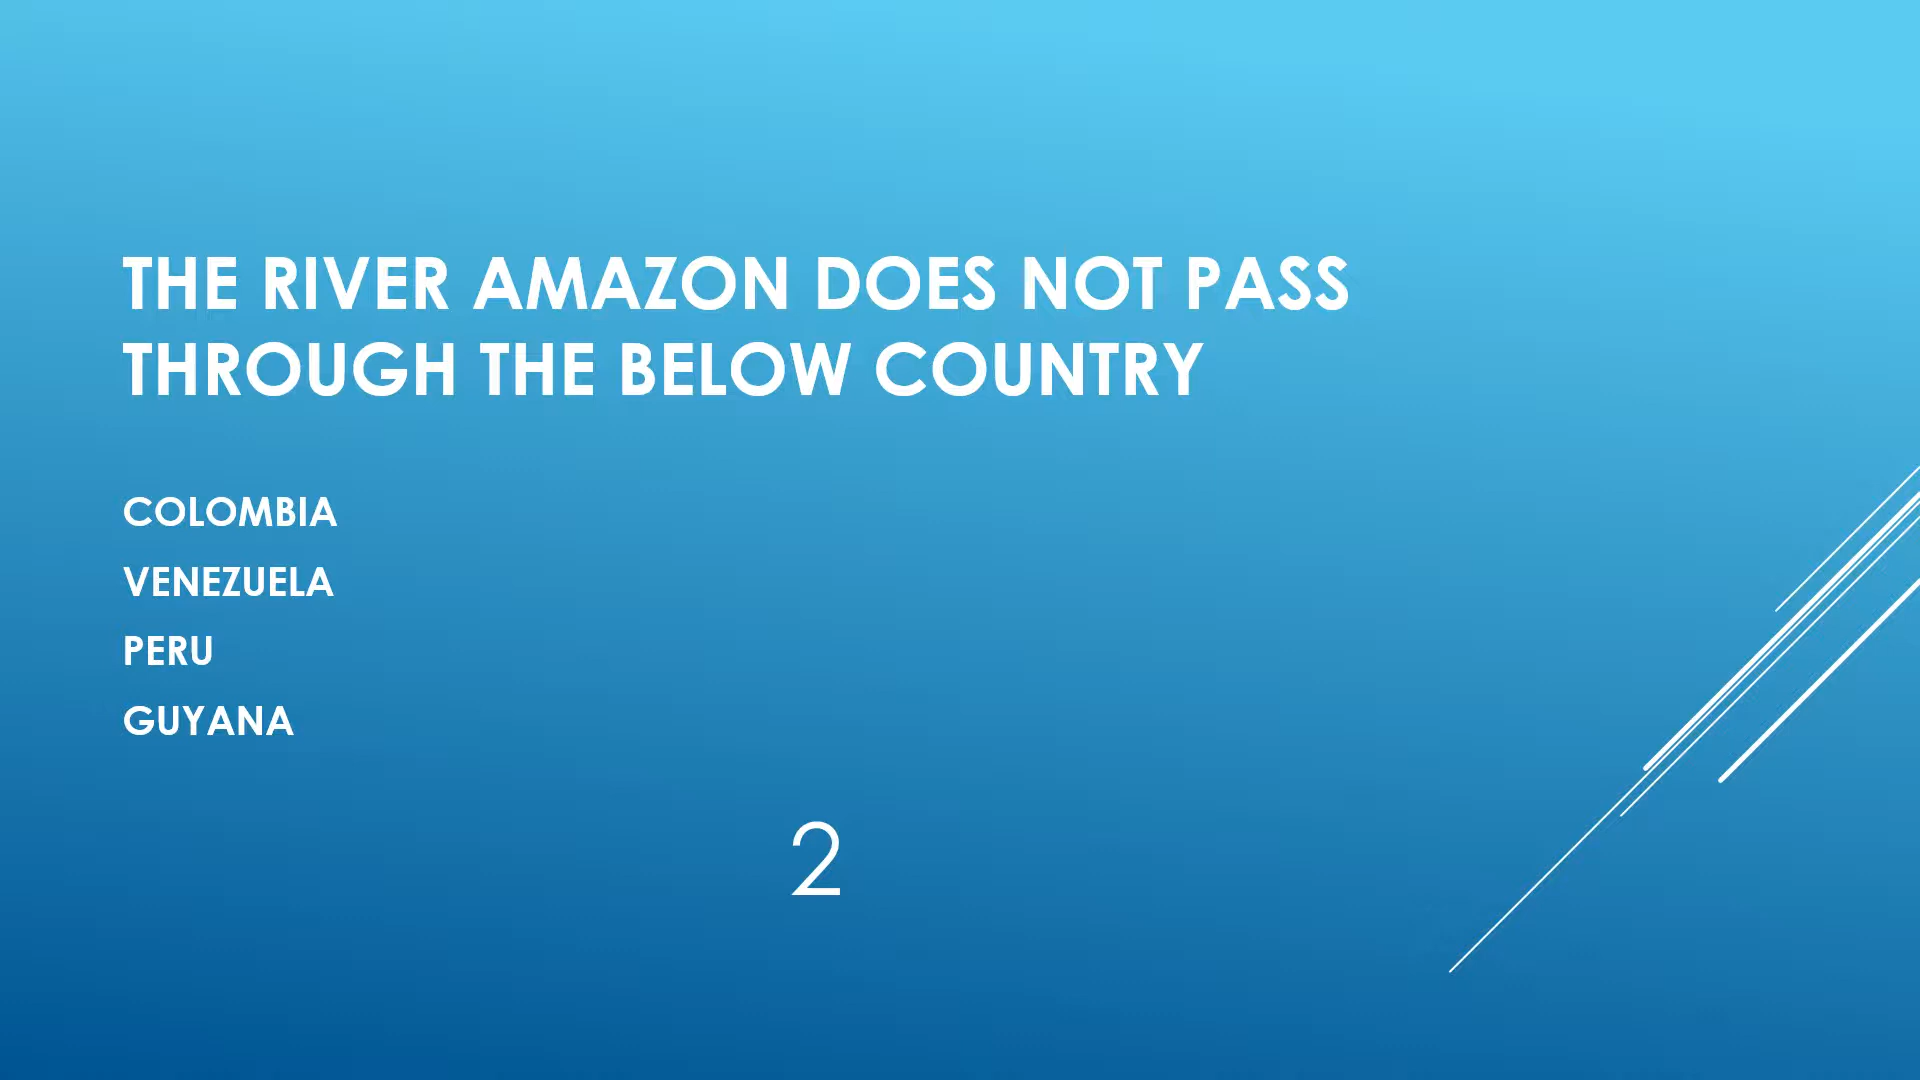 THE RIVER AMAZON DOES NOT PASS
THROUGH THE BELOW COUNTRY
COLOMBIA
VENEZUELA
PERU
GUYANA
2